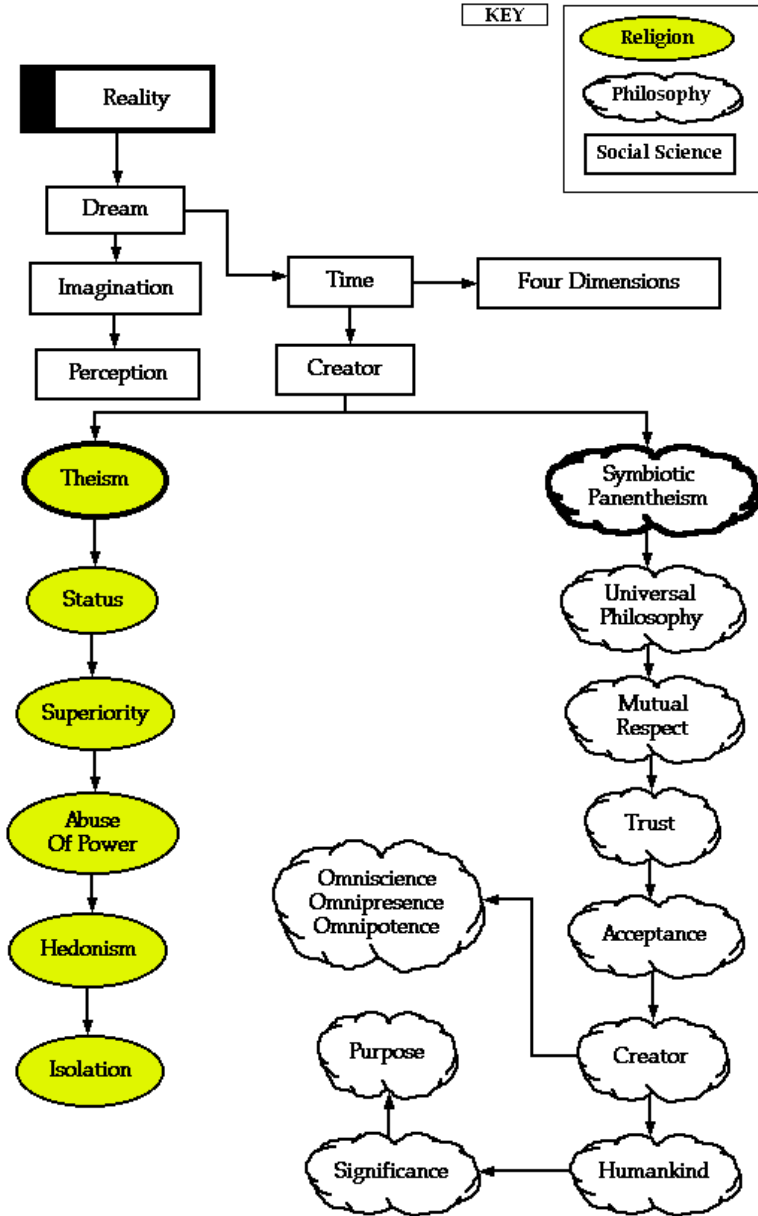 KEY
Religion
Philosophy
Social Science
Reality
Dream
Imagination
Time
Four Dimensions
Perception
Creator
Theism
Symbiotic
Panentheism
Status
Universal
Philosophy
Superiority
Mutual
Respect
Abuse
Of Power
Trust
Omniscience
Omnipresence
Omnipotence
Acceptance
Hedonism
Purpose
Creator
Isolation
Significance
Humankind